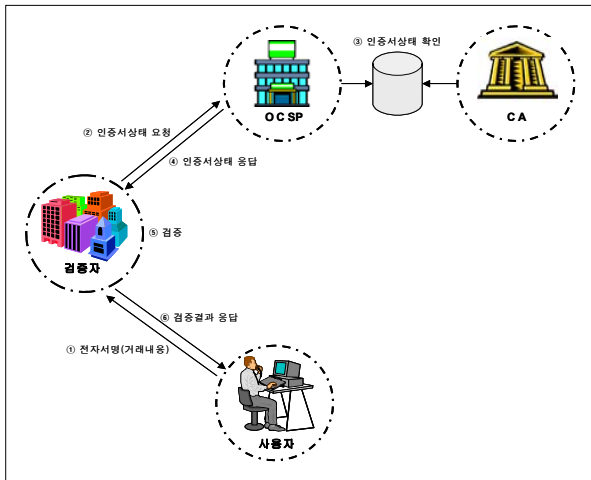 ③ 인증서상태 확인
OCSP
CA
② 인증서상태 요청
④ 인증서상태 응답
⑤ 검증
검증자
⑥ 검증결과 응답
① 전자서명(거래내용)
사용자